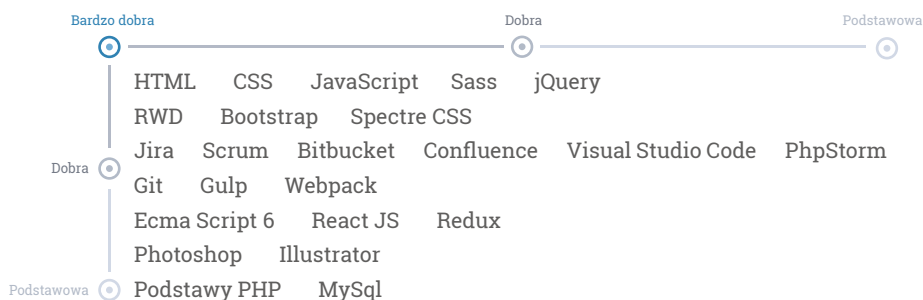 Bardzo dobra Dobra Podstawowa
HTML CSS JavaScript Sass jQuery
RWD Bootstrap Spectre CSS
Jira Scrum Bitbucket Confluence Visual Studio Code PhpStorm
Dobra
Git Gulp Webpack
Ecma Script 6 React JS Redux
Photoshop Illustrator
Podstawowa Podstawy PHP MySql